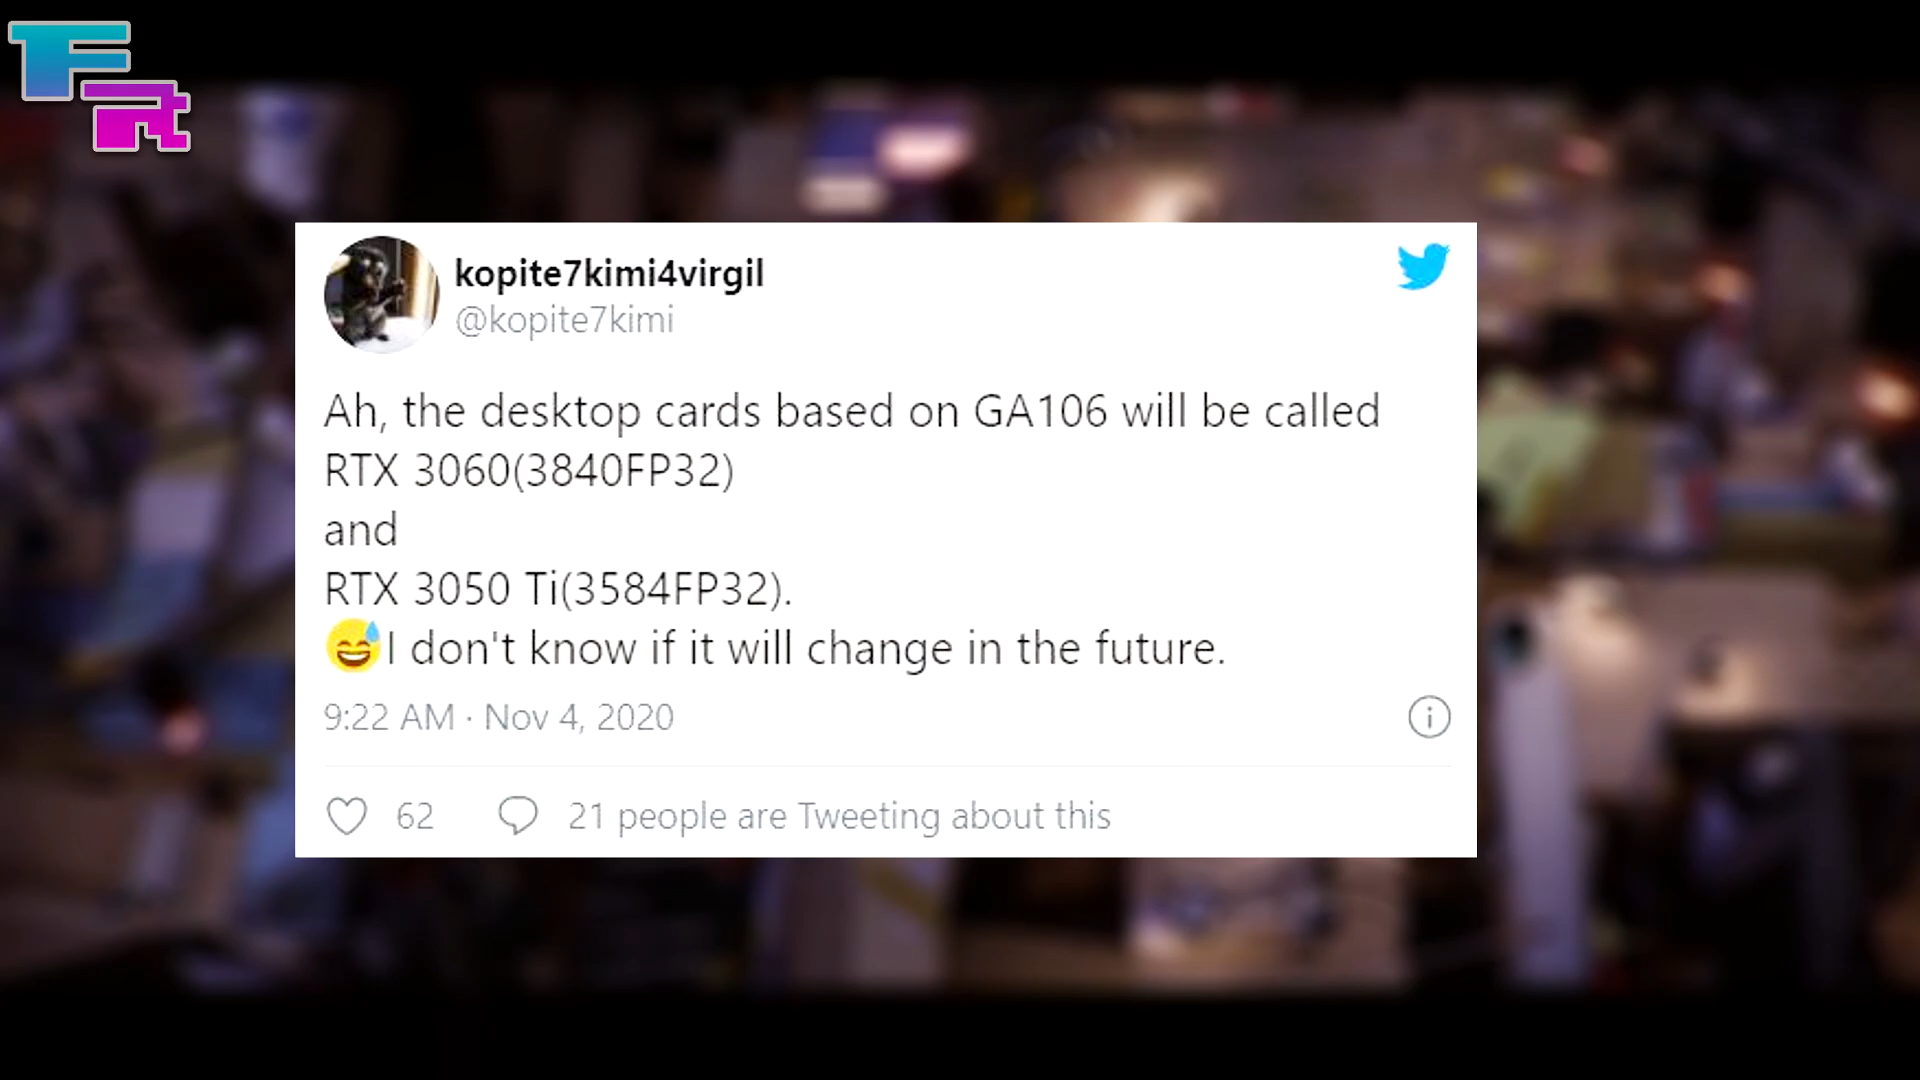 FR
kopite7kimi4virgil
@kopite7kimi
Ah, the desktop cards based on GA106 will be called
RTX 3060(3840FP32)
and
RTX 3050 Ti(3584FP32).
😅I don't know if it will change in the future.
9:22 AM · Nov 4, 2020
62
21 people are Tweeting about this